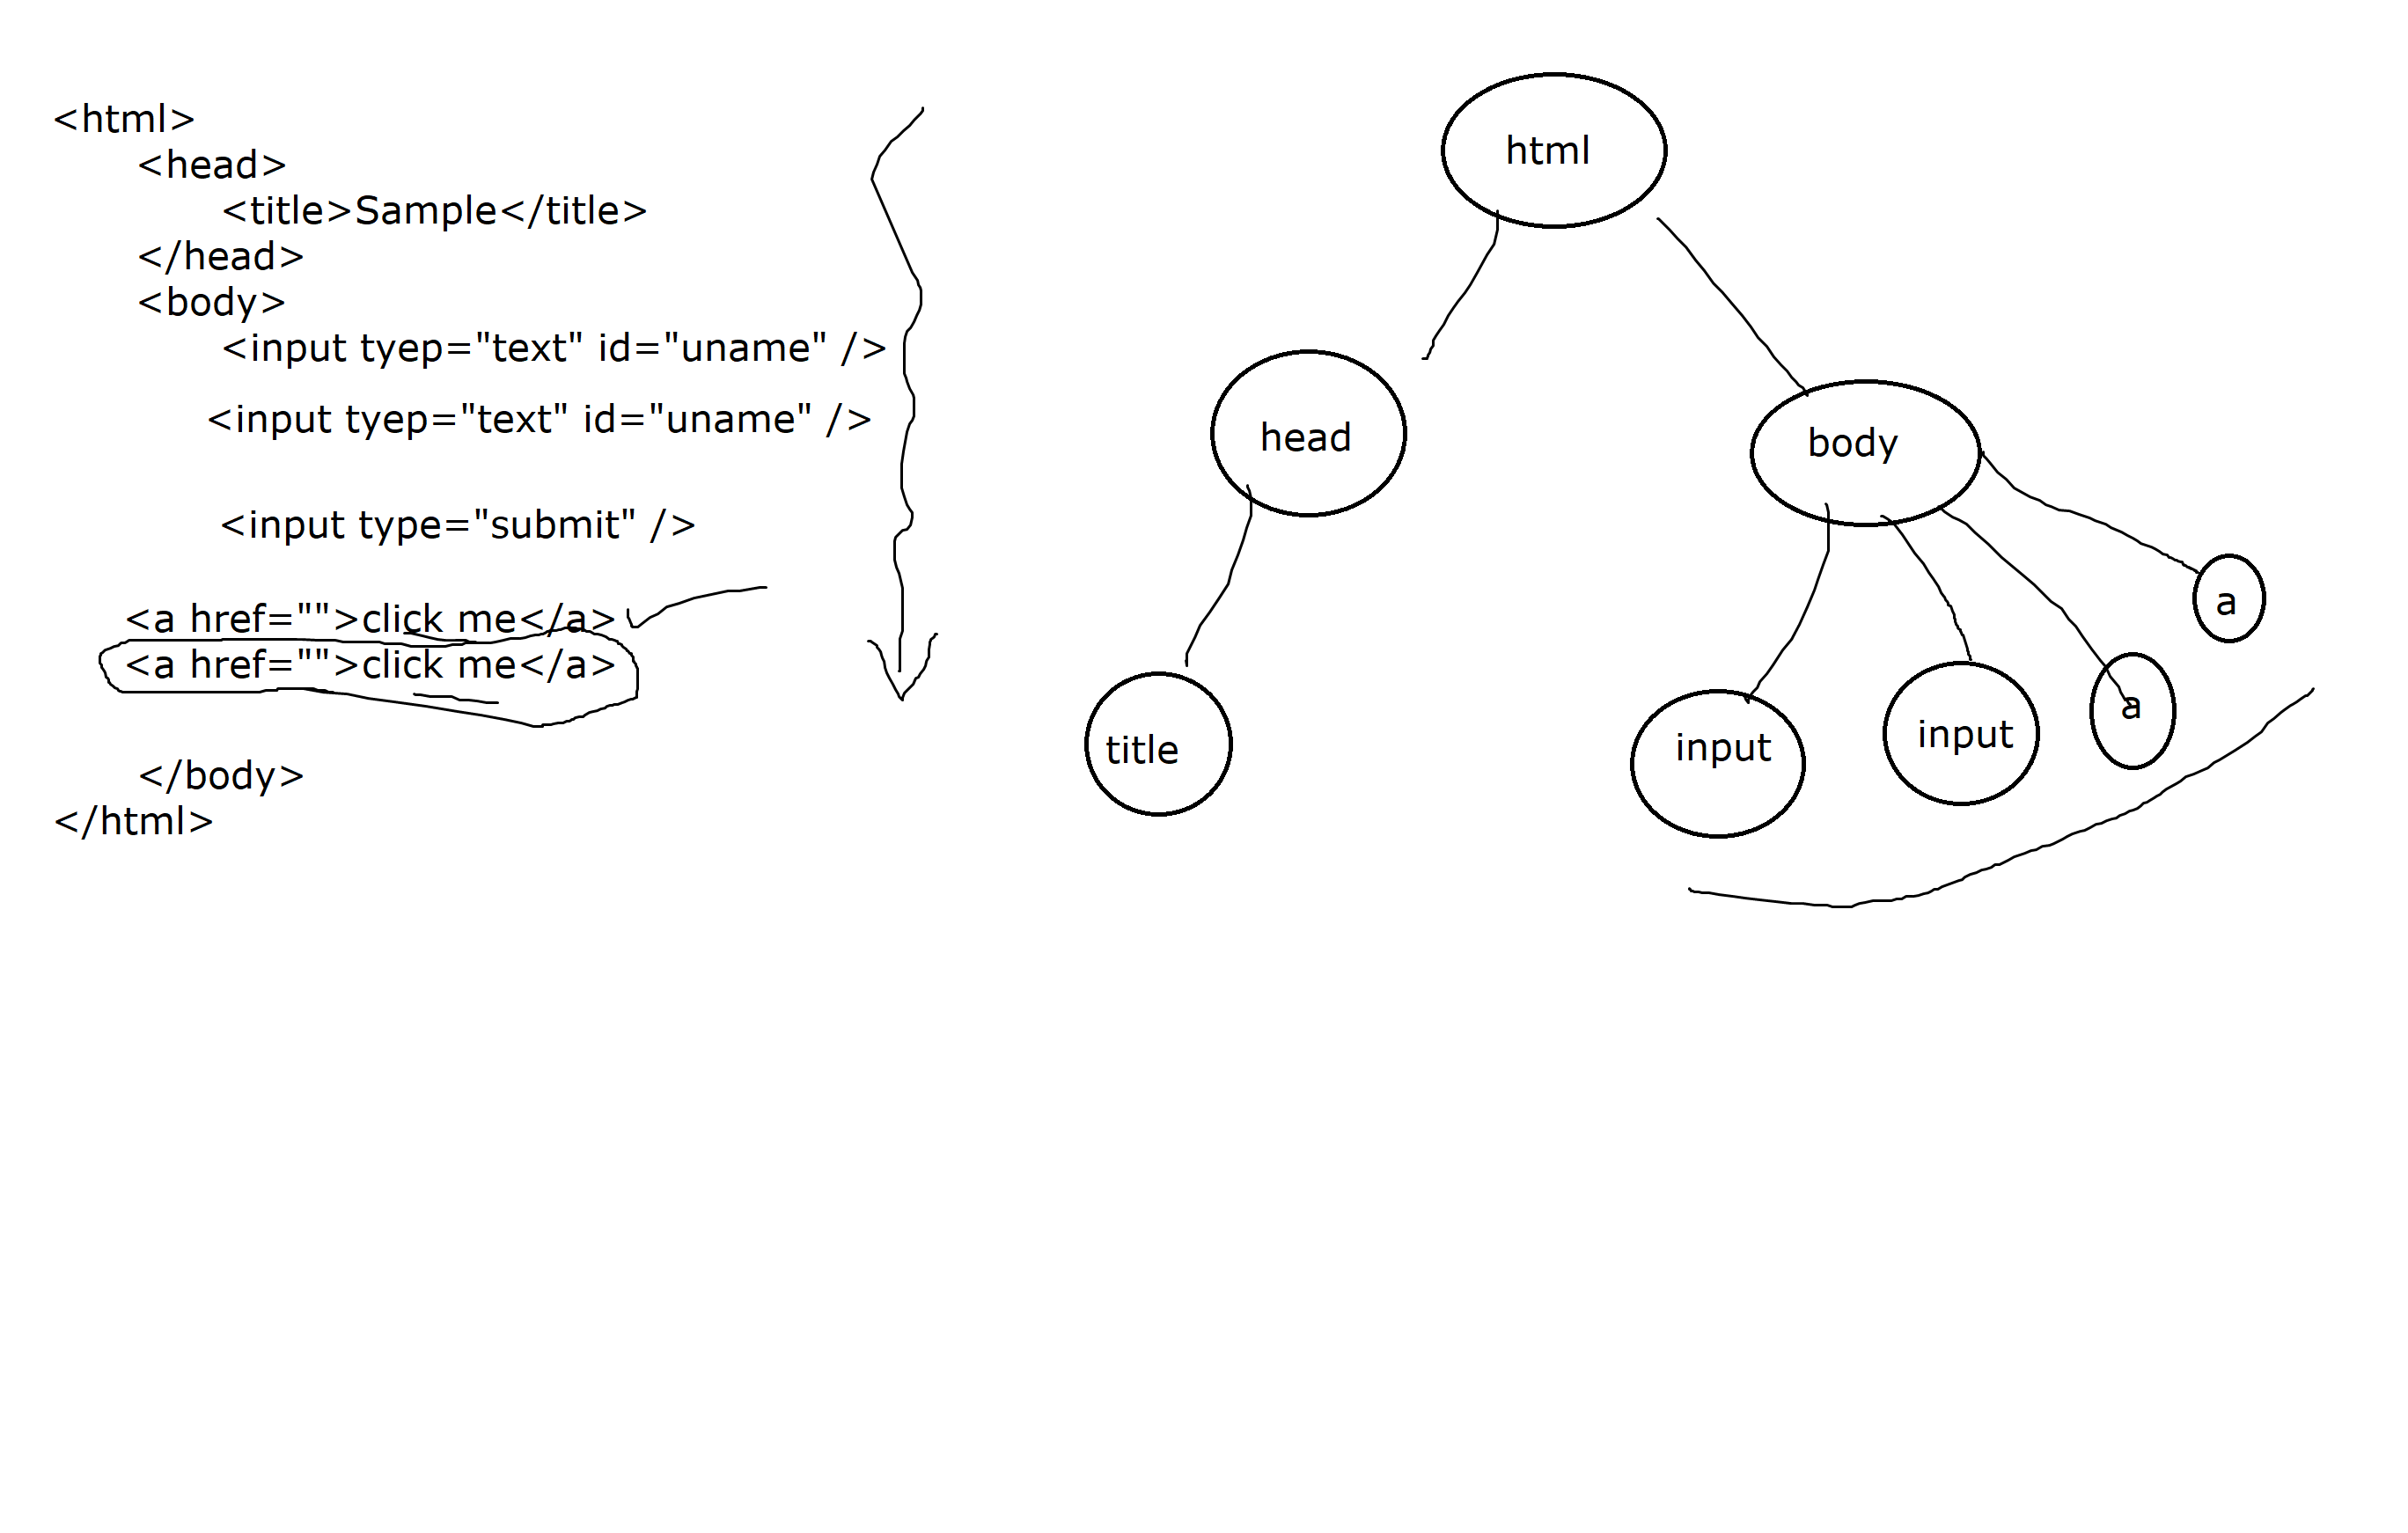 <html>
<head>
<title>Sample</title>
</head>
<body>
<input tyep="text" id="uname" />
<input tyep="text" id="uname" />
<input type="submit" />
<a href="">click me</a>
<a href="">click me</a>
</body>
</html>
html
head
body
title
input
input
a
a